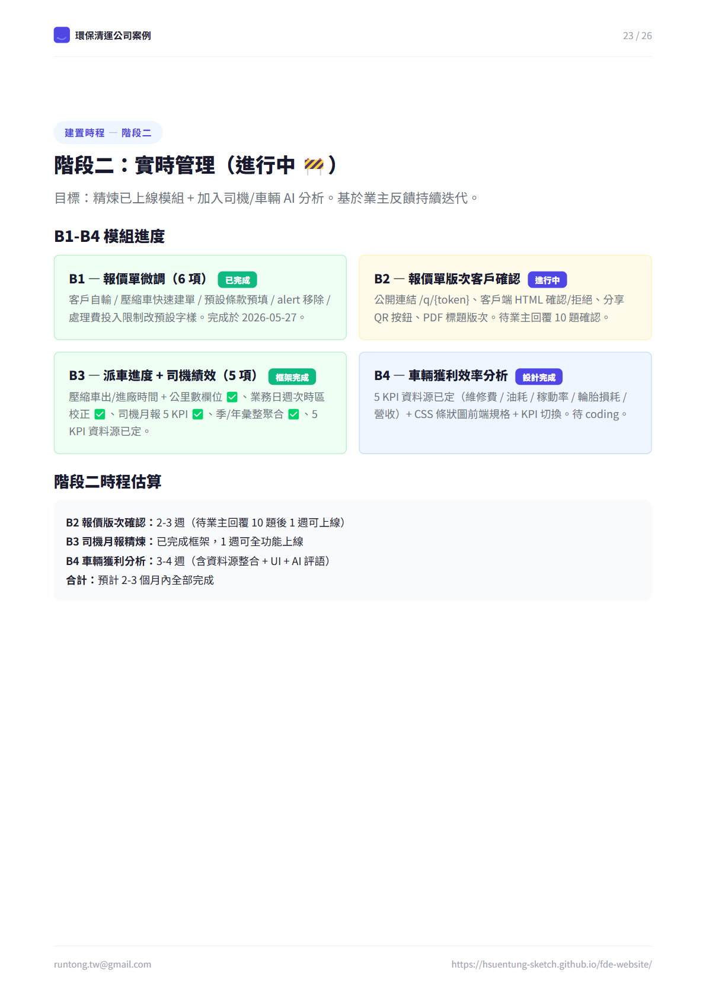 環保清運公司案例
23 / 26
建置時程 — 階段二
階段二：實時管理（進行中 🚧）
目標：精煉已上線模組 + 加入司機/車輛 AI 分析。基於業主反饋持續迭代。
B1-B4 模組進度
B1 — 報價單微調（6 項） 已完成
客戶自輸 / 壓縮車快速建單 / 預設條款預填 / alert 移除 /
處理費投入限制改預設字樣。完成於 2026-05-27。
B2 — 報價單版次客戶確認 進行中
公開連結 /q/{token}、客戶端 HTML 確認/拒絕、分享
QR 按鈕、PDF 標題版次。待業主回覆 10 題確認。
B3 — 派車進度 + 司機績效（5 項） 框架完成
壓縮車出/進廠時間 + 公里數欄位 ✅、業務日週次時區
校正 ✅、司機月報 5 KPI ✅、季/年彙整聚合 ✅、5
KPI 資料源已定。
B4 — 車輛獲利效率分析 設計完成
5 KPI 資料源已定（維修費 / 油耗 / 稼動率 / 輪胎損耗 /
營收）+ CSS 條狀圖前端規格 + KPI 切換。待 coding。
階段二時程估算
B2 報價版次確認：2-3 週（待業主回覆 10 題後 1 週可上線）
B3 司機月報精煉：已完成框架，1 週可全功能上線
B4 車輛獲利分析：3-4 週（含資料源整合 + UI + AI 評語）
合計：預計 2-3 個月內全部完成
runtong.tw@gmail.com
https://hsuentung-sketch.github.io/fde-website/